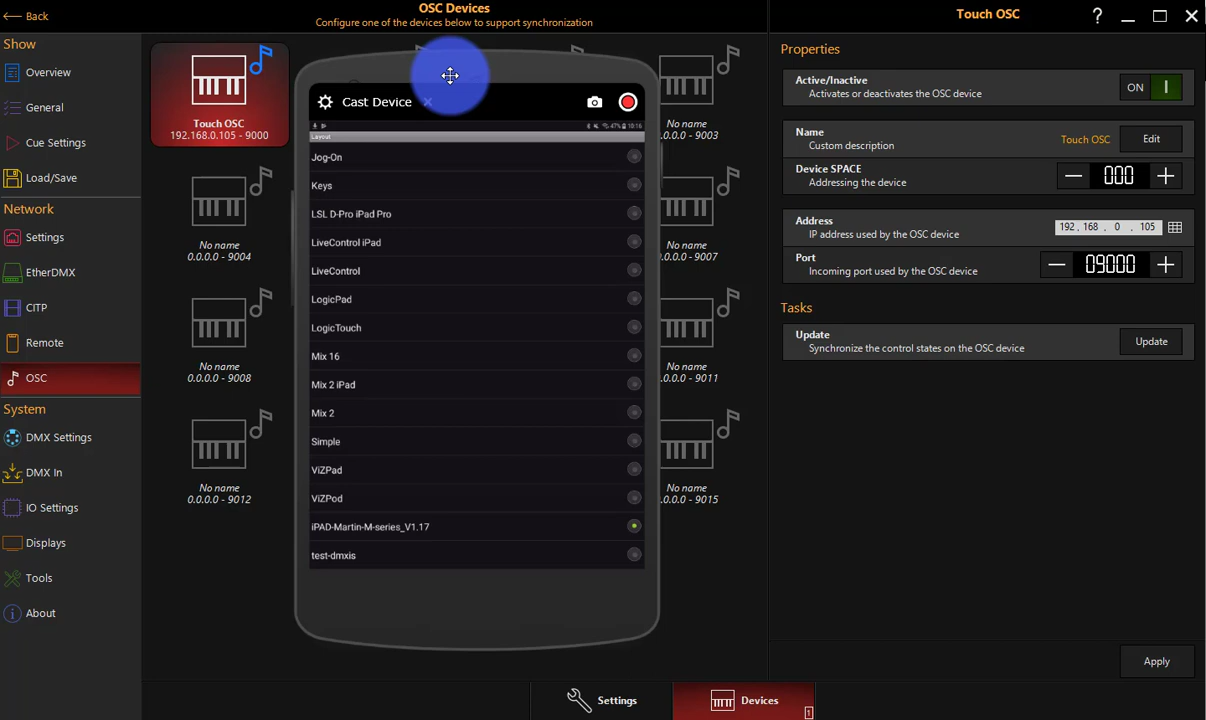 Back
OSC Devices
Configure one of the devices below to support synchronization
Touch OSC
?
Show
Overview
General
Cue Settings
Load/Save
Network
Settings
EtherDMX
CITP
Remote
OSC
System
DMX Settings
DMX In
IO Settings
Displays
Tools
About
Touch OSC
192.168.0.105 - 9000
No name
0.0.0.0 - 9004
No name
0.0.0.0 - 9008
No name
0.0.0.0 - 9012
Cast Device
47% 10:16
Layout
Jog-On
Keys
LSL D-Pro iPad Pro
LiveControl iPad
LiveControl
LogicPad
LogicTouch
Mix 16
Mix 2 iPad
Mix 2
Simple
ViZPad
ViZPod
iPAD-Martin-M-series_V1.17
test-dmxis
No name
.0.0.0 - 9003
No name
.0.0.0 - 9007
No name
.0.0.0 - 9011
No name
.0.0.0 - 9015
Properties
Active/Inactive
Activates or deactivates the OSC device
ON
Name
Custom description
Touch OSC
Edit
Device SPACE
Addressing the device
000
Address
IP address used by the OSC device
192 . 168 . 0 . 105
Port
Incoming port used by the OSC device
09000
Tasks
Update
Synchronize the control states on the OSC device
Update
Apply
Settings
Devices
1